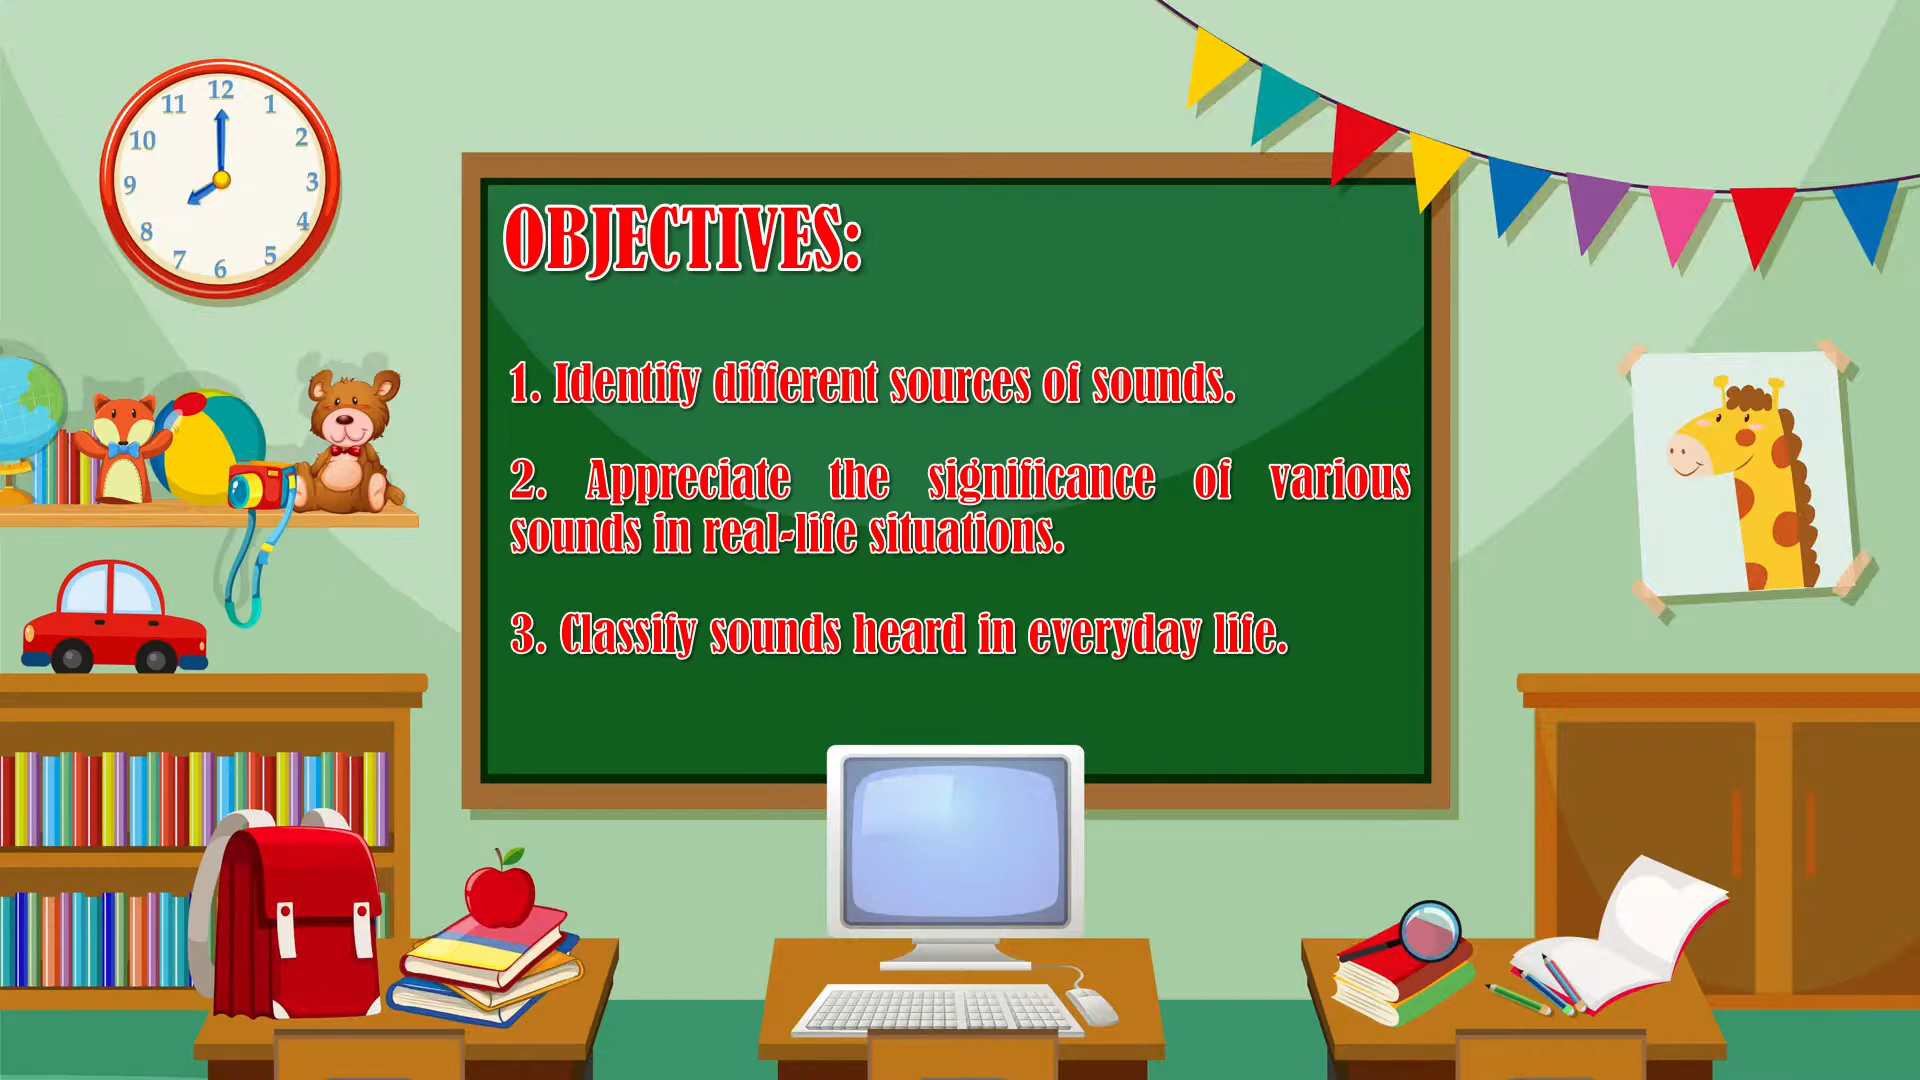 12
11
1
10
2
9
3
8
4
7
5
6
OBJECTIVES:
1. Identify different sources of sounds.
2. Appreciate the significance of various
sounds in real-life situations.
3. Classify sounds heard in everyday life.